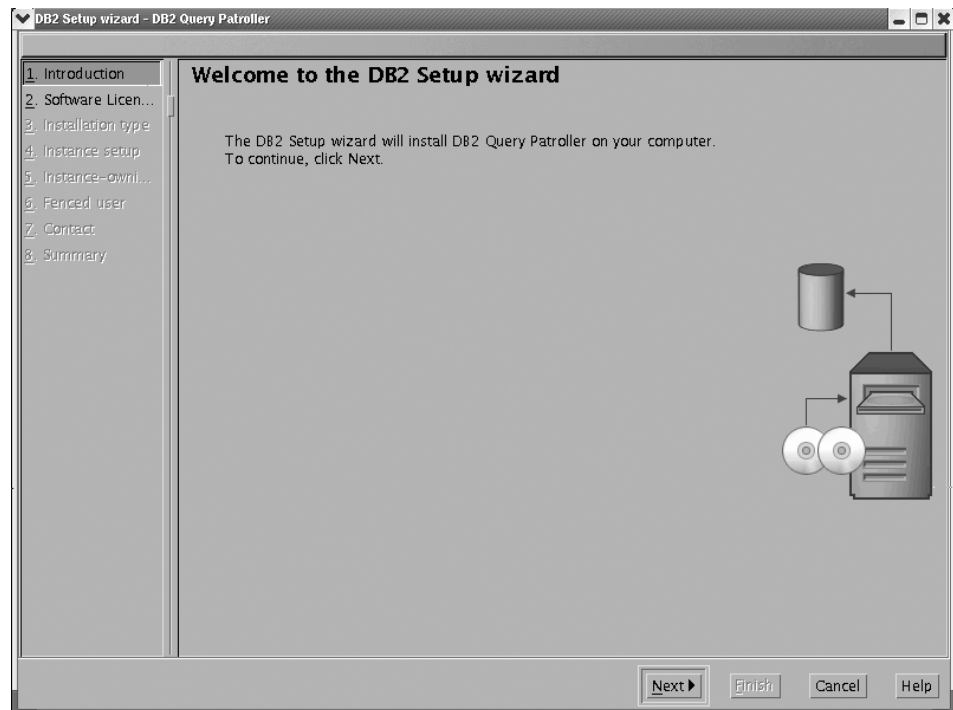 DB2 Setup wizard - DB2 Query Patroller
1. Introduction
2. Software Licen...
3. Installation type
4. Instance setup
5. Instance-owni...
6. Fenced user
7. Contact
8. Summary
Welcome to the DB2 Setup wizard
The DB2 Setup wizard will install DB2 Query Patroller on your computer.
To continue, click Next.
Next
Finish
Cancel
Help